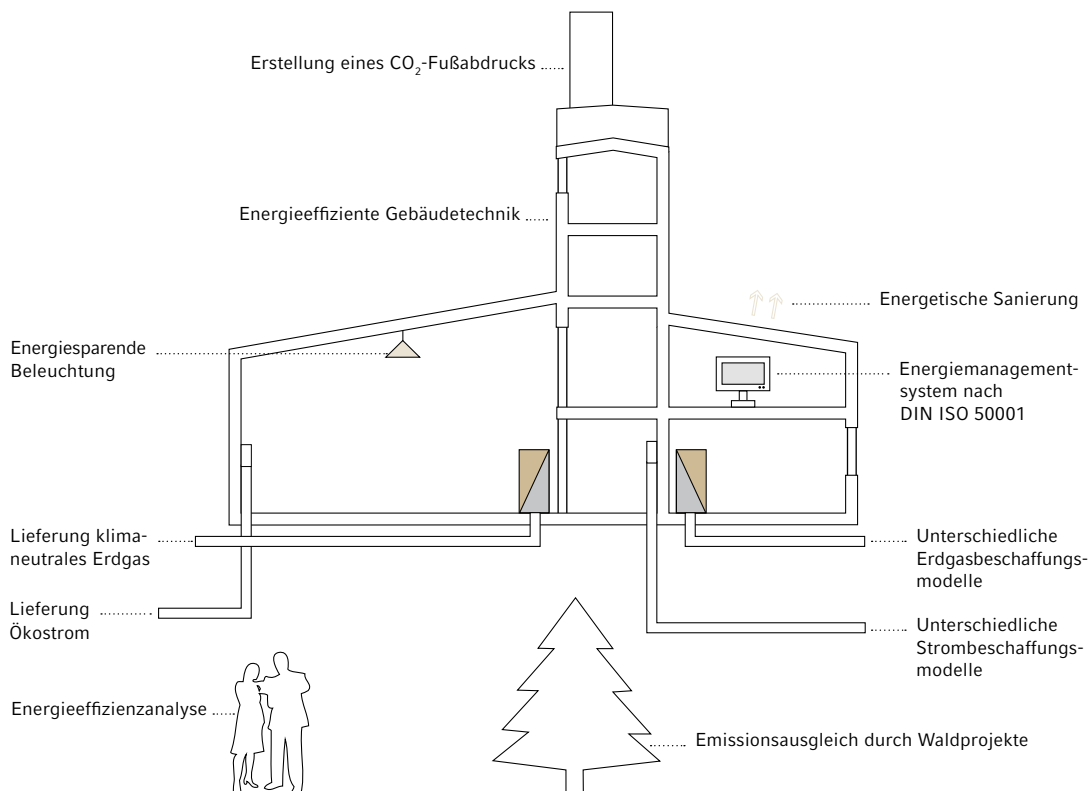 Erstellung eines CO₂-Fußabdrucks
Energieeffiziente Gebäudetechnik
Energetische Sanierung
Energiesparende
Beleuchtung
Energiemanagement-
system nach
DIN ISO 50001
Lieferung klima-
neutrales Erdgas
Unterschiedliche
Erdgasbeschaffungs-
modelle
Lieferung
Ökostrom
Unterschiedliche
Strombeschaffungs-
modelle
Energieeffizienzanalyse
Emissionsausgleich durch Waldprojekte